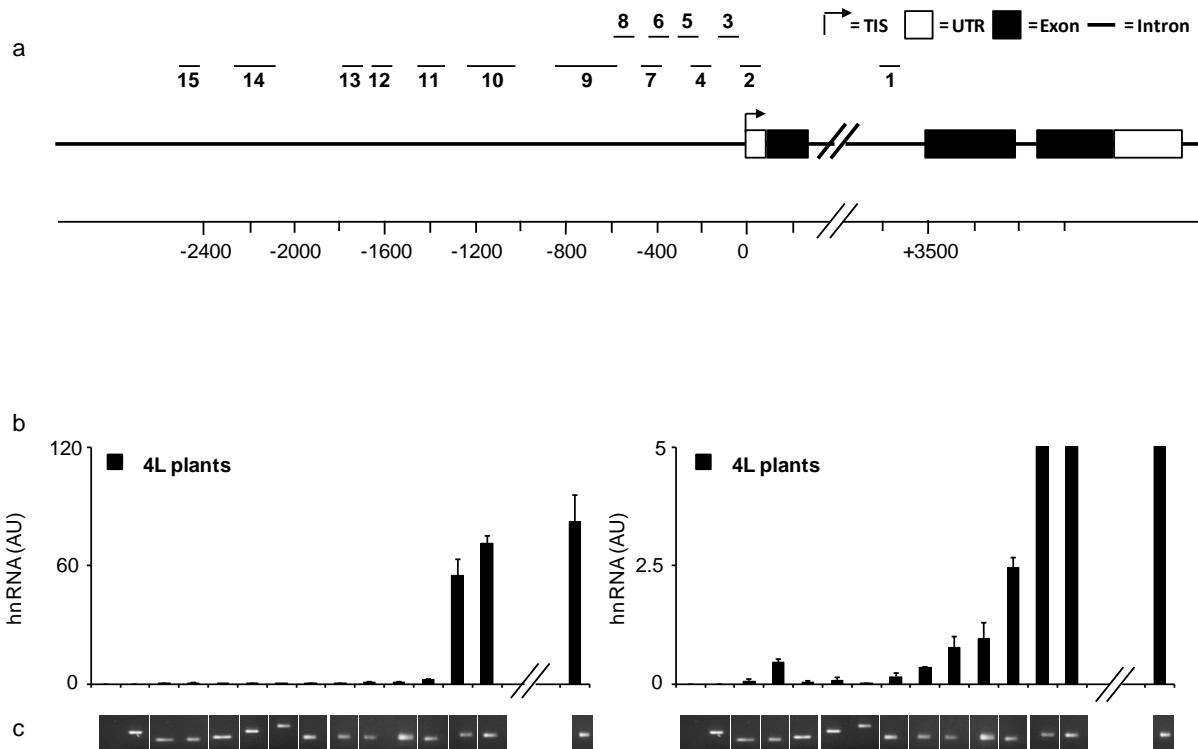 a
8 6 5 3
= TIS =UTR =Exon = Intron
15 14 13 12 11 10 9 7 4 2 1
-2400 -2000 -1600 -1200 -800 -400 0 +3500
b
120
60
0
hnRNA (AU)
4L plants
5
2.5
0
hnRNA (AU)
4L plants
c